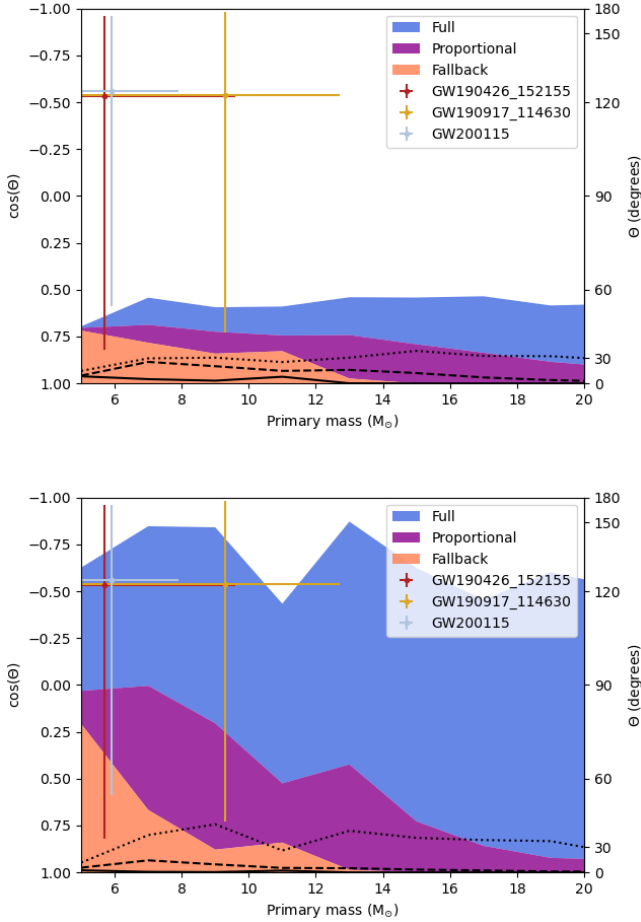 −1.00
−0.75
−0.50
−0.25
0.00
0.25
0.50
0.75
1.00
cos(Θ)
180
150
120
90
60
30
0
Θ (degrees)
Full
Proportional
Fallback
GW190426_152155
GW190917_114630
GW200115
6 8 10 12 14 16 18 20
Primary mass (M☉)
−1.00
−0.75
−0.50
−0.25
0.00
0.25
0.50
0.75
1.00
cos(Θ)
180
150
120
90
60
30
0
Θ (degrees)
Full
Proportional
Fallback
GW190426_152155
GW190917_114630
GW200115
6 8 10 12 14 16 18 20
Primary mass (M☉)